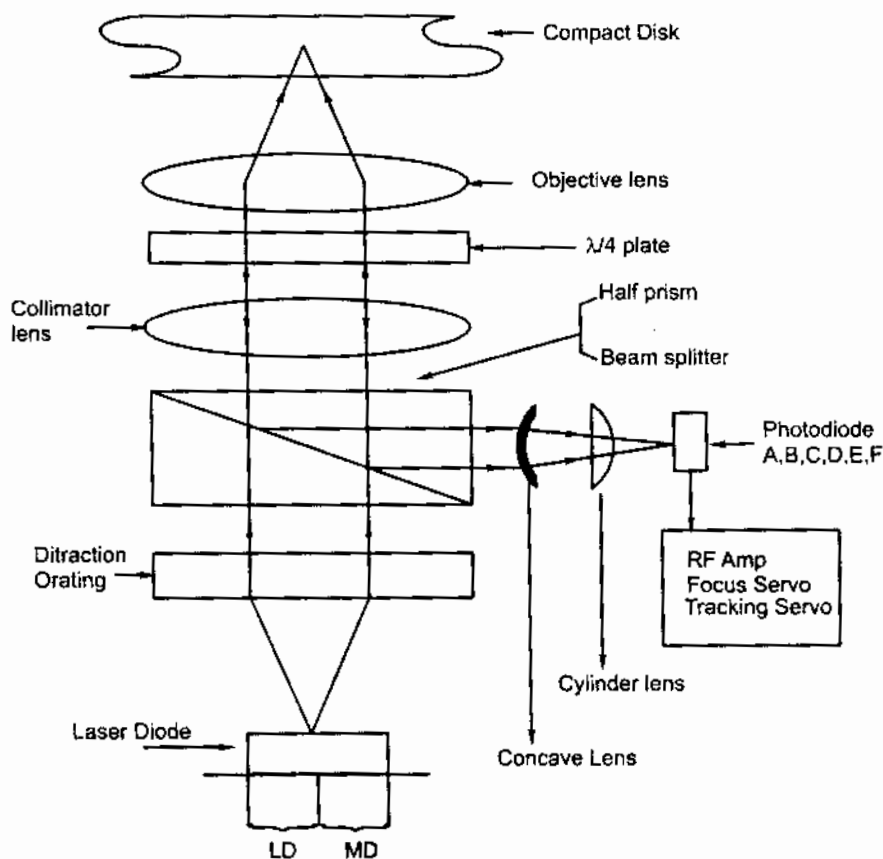 Compact Disk
Objective lens
λ/4 plate
Collimator
lens
Half prism
Beam splitter
Photodiode
A,B,C,D,E,F
Ditraction
Orating
RF Amp
Focus Servo
Tracking Servo
Cylinder lens
Laser Diode
Concave Lens
LD MD